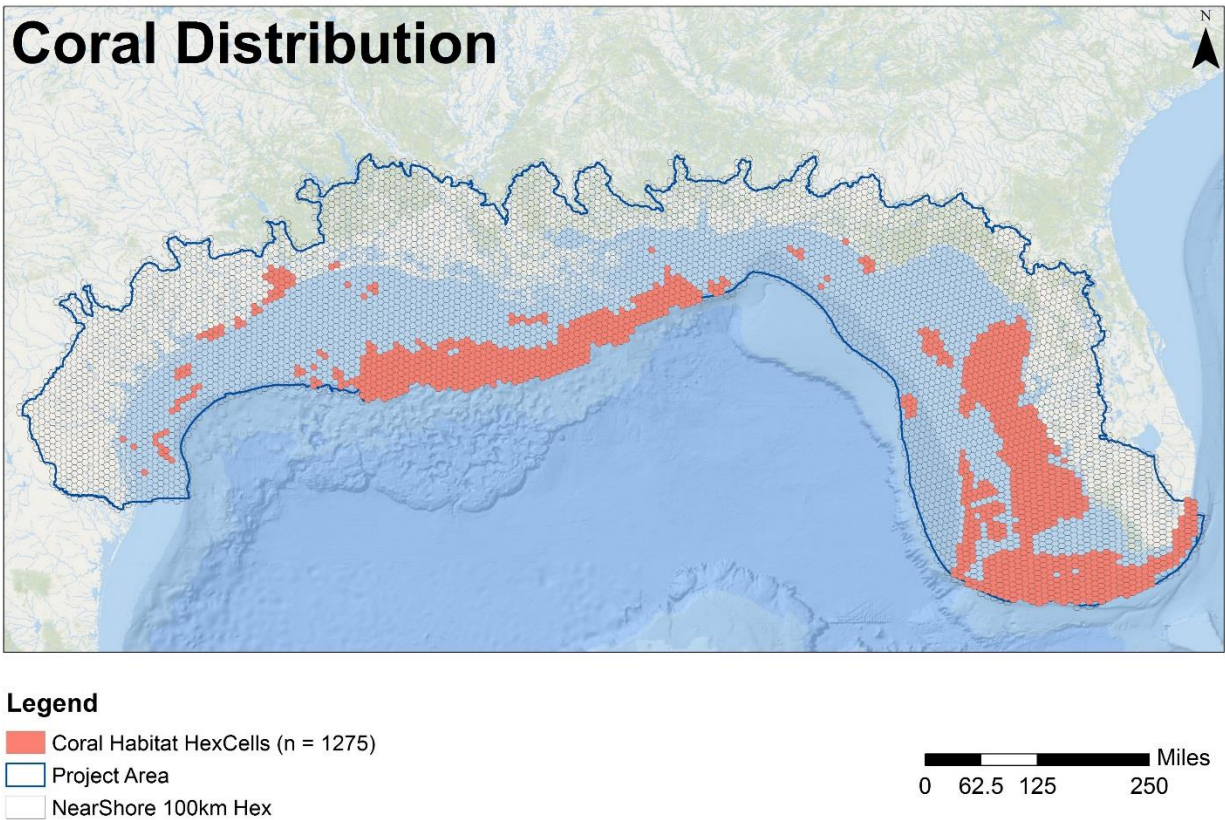 Coral Distribution
N
Legend
Coral Habitat HexCells (n = 1275)
Project Area
NearShore 100km Hex
Miles
0 62.5 125 250